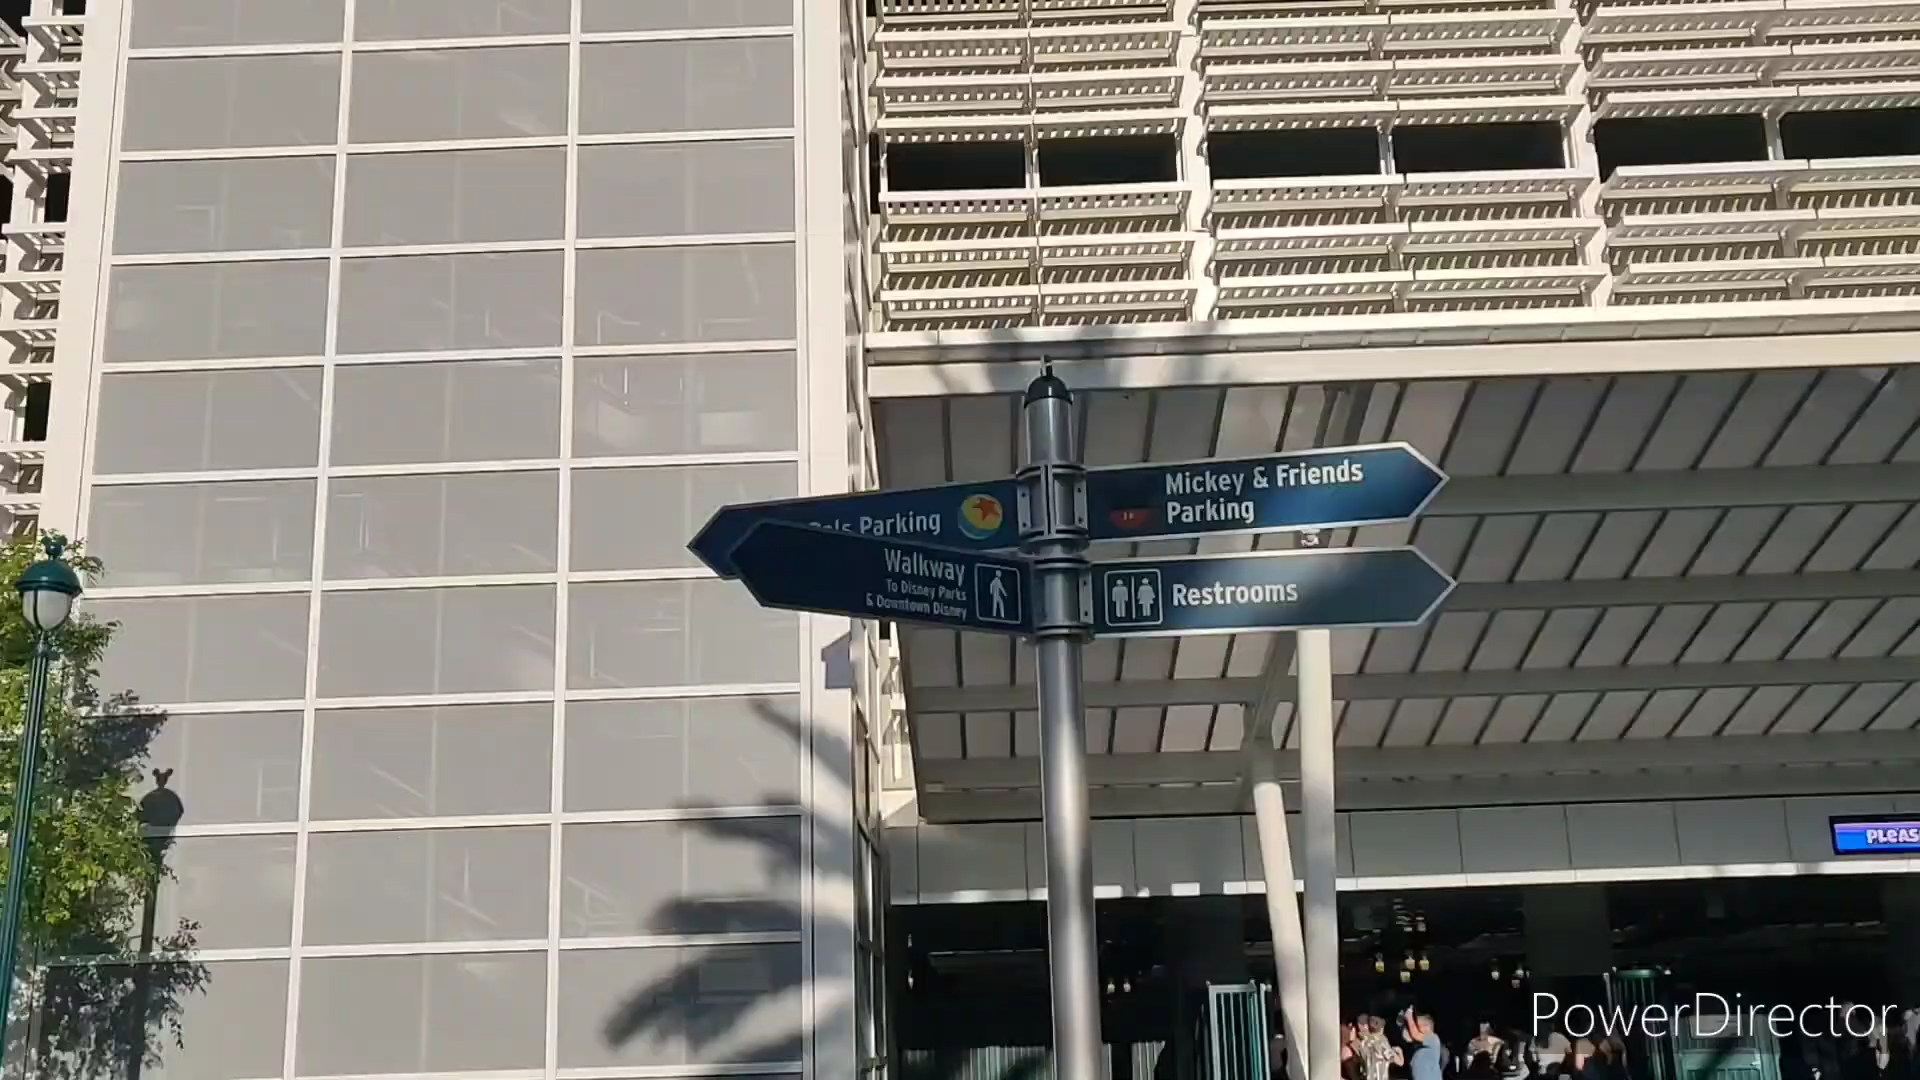 Mickey & Friends
Parking
Parking
Walkway
To Disney Parks
& Downtown Disney
Restrooms
PowerDirector